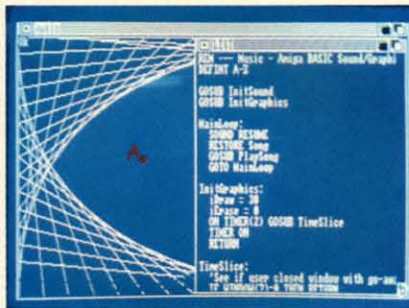 REM --- Music - Amiga BASIC Sound/Graphi
DEFINT A-Z
GOSUB InitSound
GOSUB InitGraphics
MainLoop:
SOUND RESUME
RESTORE Song
GOSUB PlaySong
GOTO MainLoop
InitGraphics:
iDraw = 30
iErase = 0
ON TIMER(2) GOSUB TimeSlice
TIMER ON
RETURN
TimeSlice:
'See if user closed window with go-awa